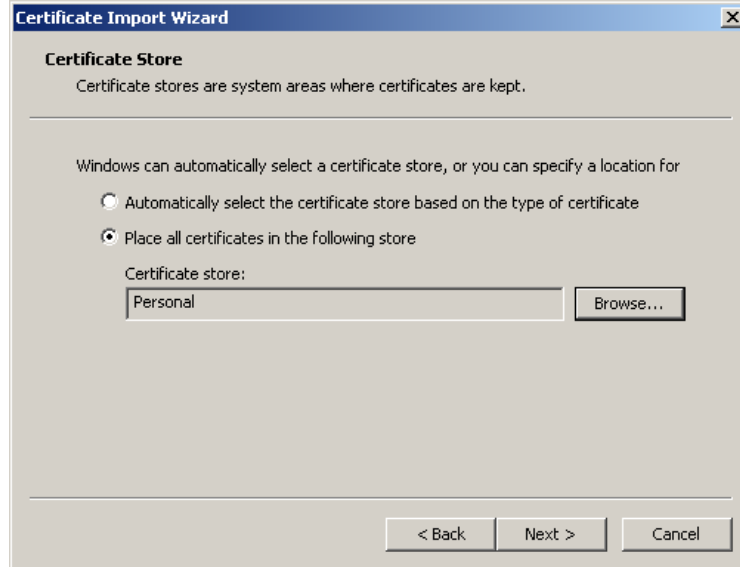 Certificate Import Wizard
Certificate Store
Certificate stores are system areas where certificates are kept.
Windows can automatically select a certificate store, or you can specify a location for
Automatically select the certificate store based on the type of certificate
Place all certificates in the following store
Certificate store:
Personal
Browse...
< Back
Next >
Cancel